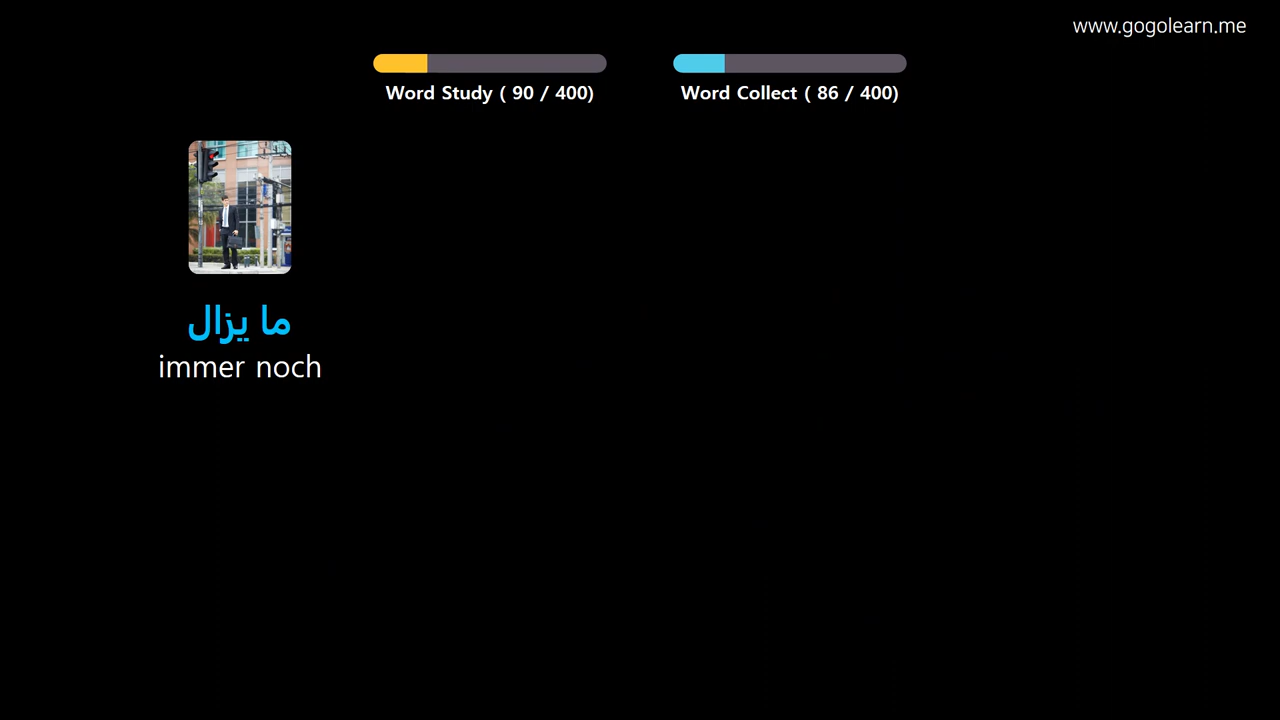 www.gogolearn.me
Word Study ( 90 / 400)
Word Collect ( 86 / 400)
ما يزال
immer noch